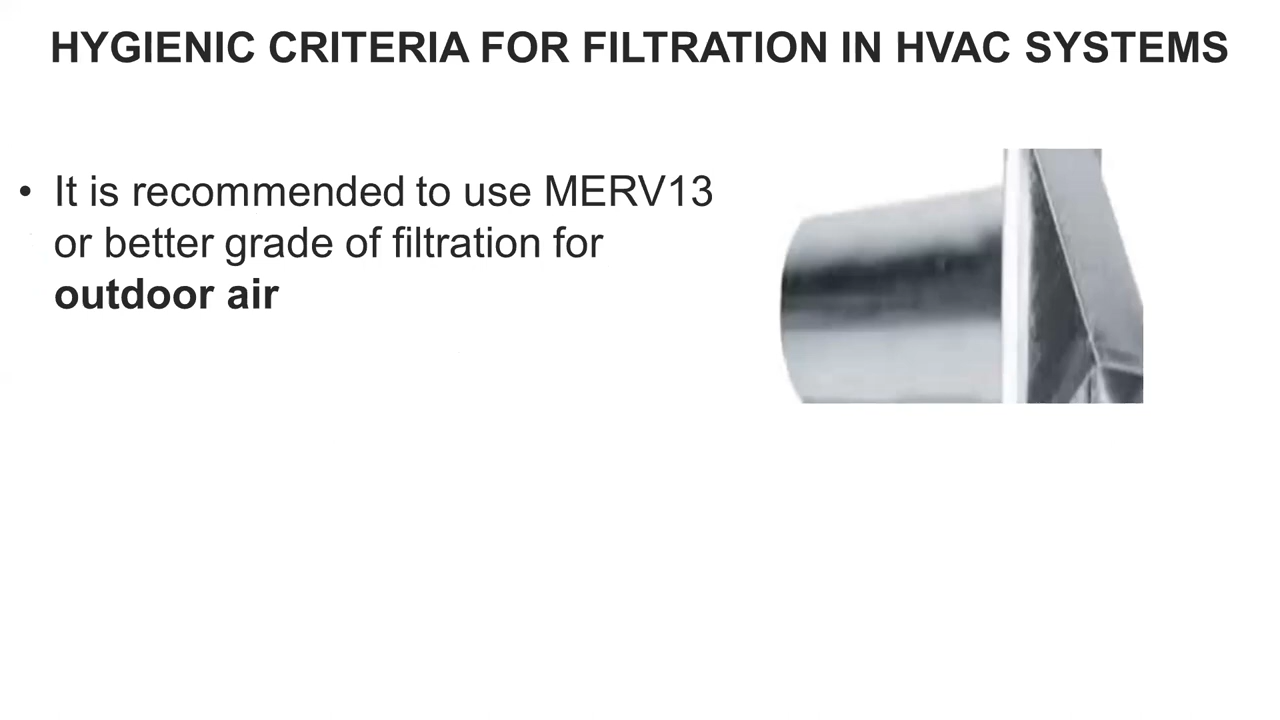 HYGIENIC CRITERIA FOR FILTRATION IN HVAC SYSTEMS
• It is recommended to use MERV13
or better grade of filtration for
outdoor air